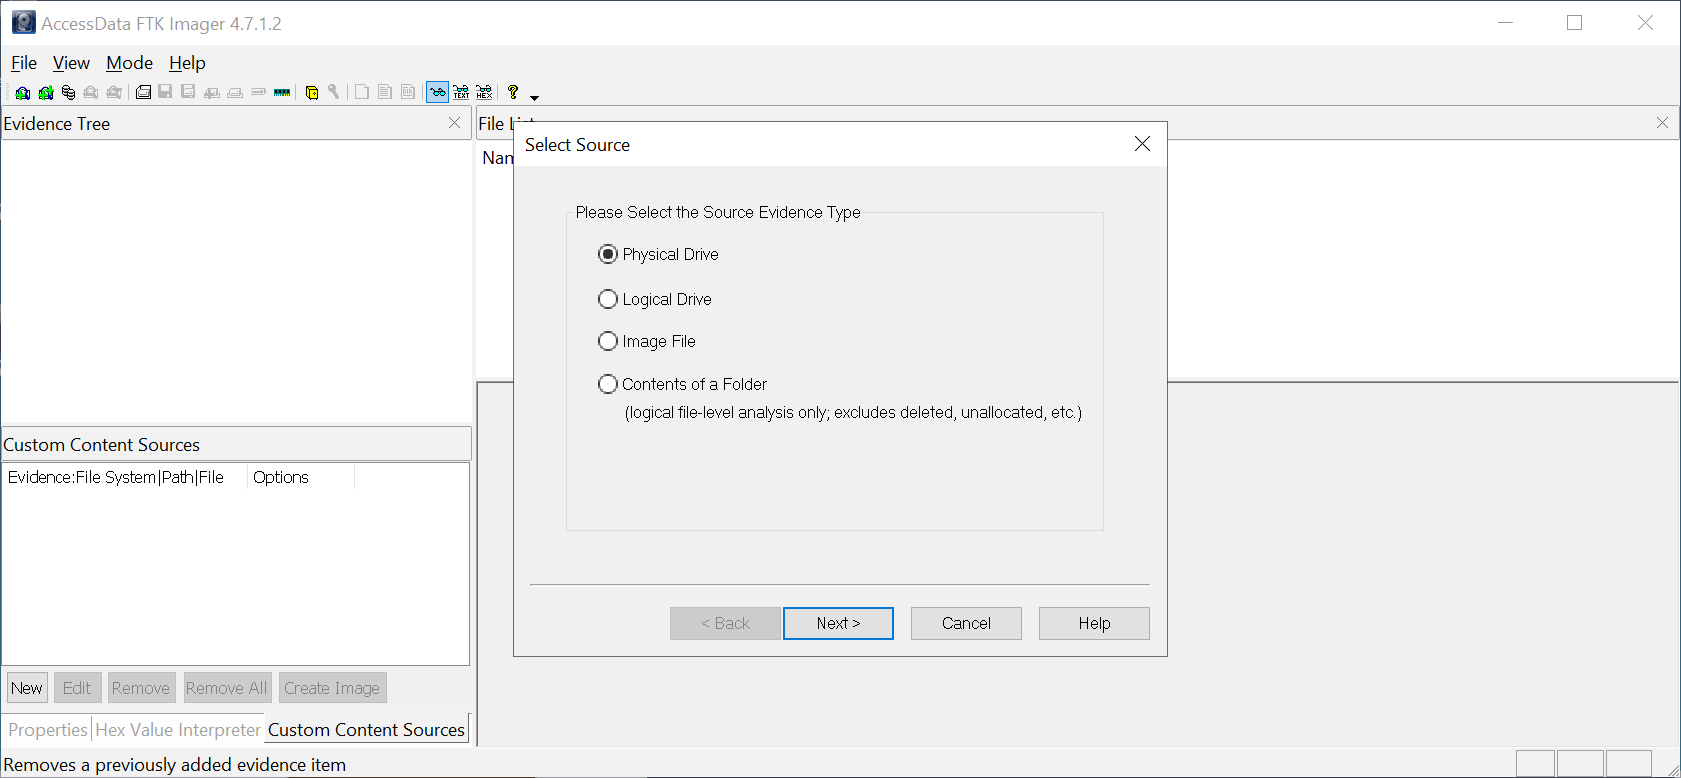 AccessData FTK Imager 4.7.1.2
File View Mode Help
TEXT HEX
Evidence Tree
File List
Select Source
Please Select the Source Evidence Type
Physical Drive
Logical Drive
Image File
Contents of a Folder
(logical file-level analysis only; excludes deleted, unallocated, etc.)
< Back Next > Cancel Help
Custom Content Sources
Evidence:File System|Path|File Options
New Edit Remove Remove All Create Image
Properties Hex Value Interpreter Custom Content Sources
Removes a previously added evidence item